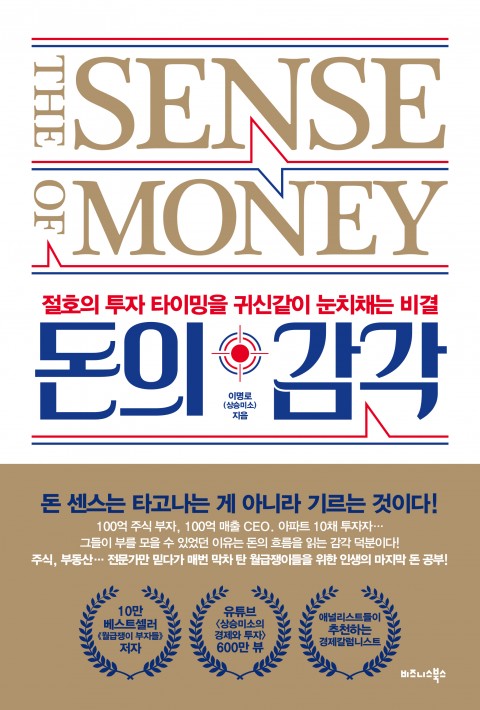 THE SENSE
OF MONEY
절호의 투자 타이밍을 귀신같이 눈치채는 비결
돈의 감각
이명로
(상승미소)
지음
돈 센스는 타고나는 게 아니라 기르는 것이다!
100억 주식 부자, 100억 매출 CEO, 아파트 10채 투자자…
그들이 부를 모을 수 있었던 이유는 돈의 흐름을 읽는 감각 덕분이다!
주식, 부동산… 전문가만 믿다가 매번 막차 탄 월급쟁이들을 위한 인생의 마지막 돈 공부!
10만
베스트셀러
《월급쟁이 부자들》
저자
유튜브
〈상승미소의
경제와 투자〉
600만 뷰
애널리스트들이
추천하는
경제칼럼니스트
비즈니스북스